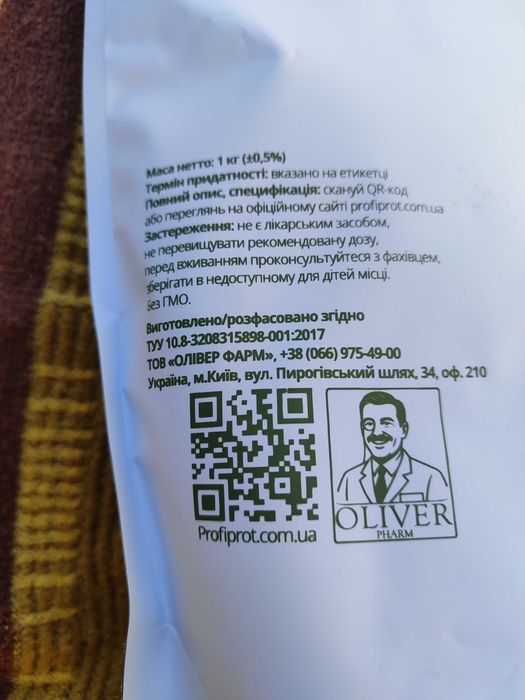 Маса нетто: 1 кг (±0,5%)
Термін придатності: вказано на етикетці
Повний опис, специфікація: скануй QR-код
або переглянь на офіційному сайті profiprot.com.ua
Застереження: не є лікарським засобом,
не перевищувати рекомендовану дозу,
перед вживанням проконсультуйтеся з фахівцем,
зберігати в недоступному для дітей місці.
Без ГМО.
Виготовлено/розфасовано згідно
ТУУ 10.8-3208315898-001:2017
ТОВ «ОЛІВЕР ФАРМ», +38 (066) 975-49-00
Україна, м.Київ, вул. Пирогівський шлях, 34, оф. 210
Profiprot.com.ua
OLIVER
PHARM